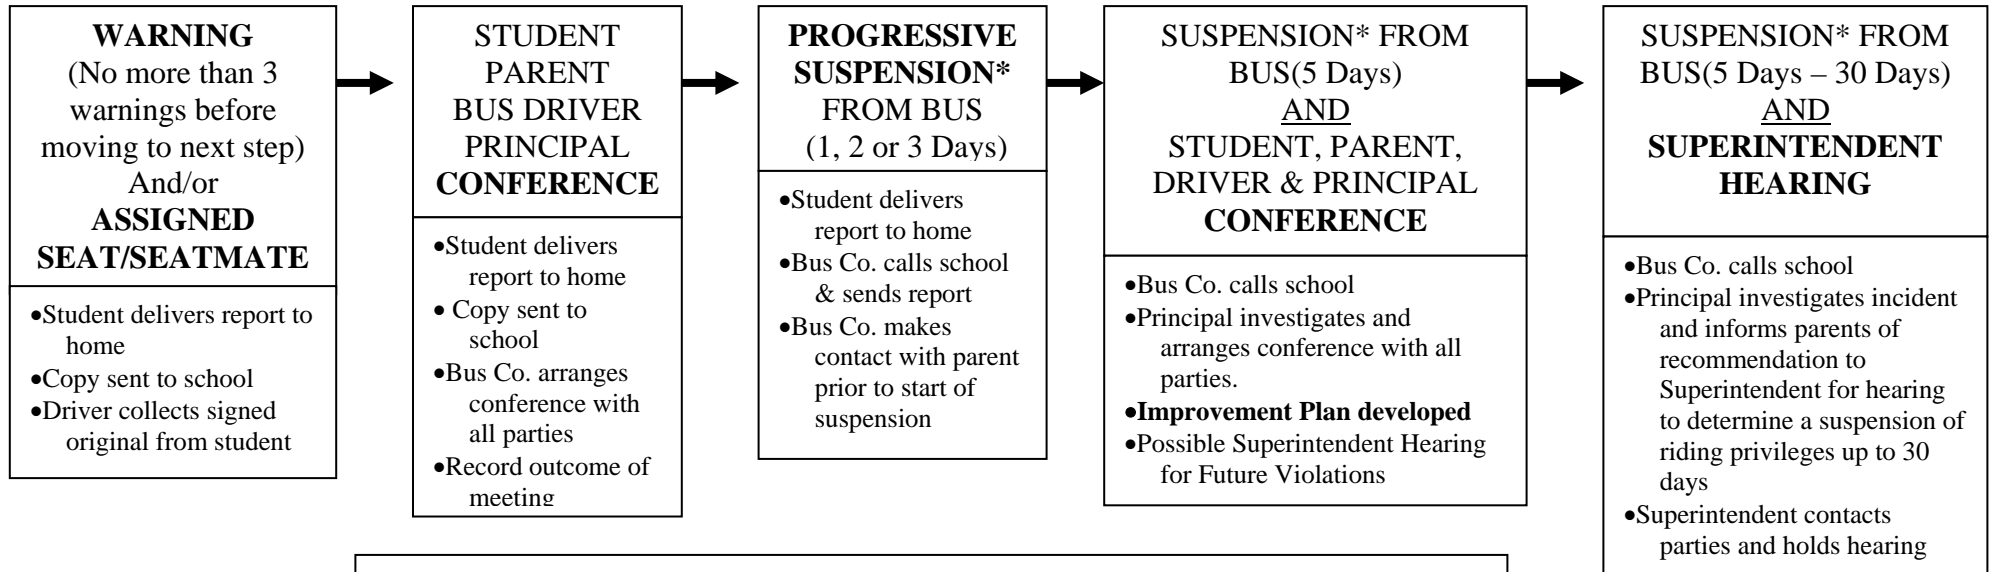 WARNING
(No more than 3
warnings before
moving to next step)
And/or
ASSIGNED
SEAT/SEATMATE
•Student delivers report to
home
•Copy sent to school
•Driver collects signed
original from student
STUDENT
PARENT
BUS DRIVER
PRINCIPAL
CONFERENCE
•Student delivers
report to home
• Copy sent to
school
•Bus Co. arranges
conference with
all parties
•Record outcome of
meeting
PROGRESSIVE
SUSPENSION*
FROM BUS
(1, 2 or 3 Days)
•Student delivers
report to home
•Bus Co. calls school
& sends report
•Bus Co. makes
contact with parent
prior to start of
suspension
SUSPENSION* FROM
BUS(5 Days)
AND
STUDENT, PARENT,
DRIVER & PRINCIPAL
CONFERENCE
•Bus Co. calls school
•Principal investigates and
arranges conference with all
parties.
•Improvement Plan developed
•Possible Superintendent Hearing
for Future Violations
SUSPENSION* FROM
BUS(5 Days – 30 Days)
AND
SUPERINTENDENT
HEARING
•Bus Co. calls school
•Principal investigates incident
and informs parents of
recommendation to
Superintendent for hearing
to determine a suspension of
riding privileges up to 30
days
•Superintendent contacts
parties and holds hearing